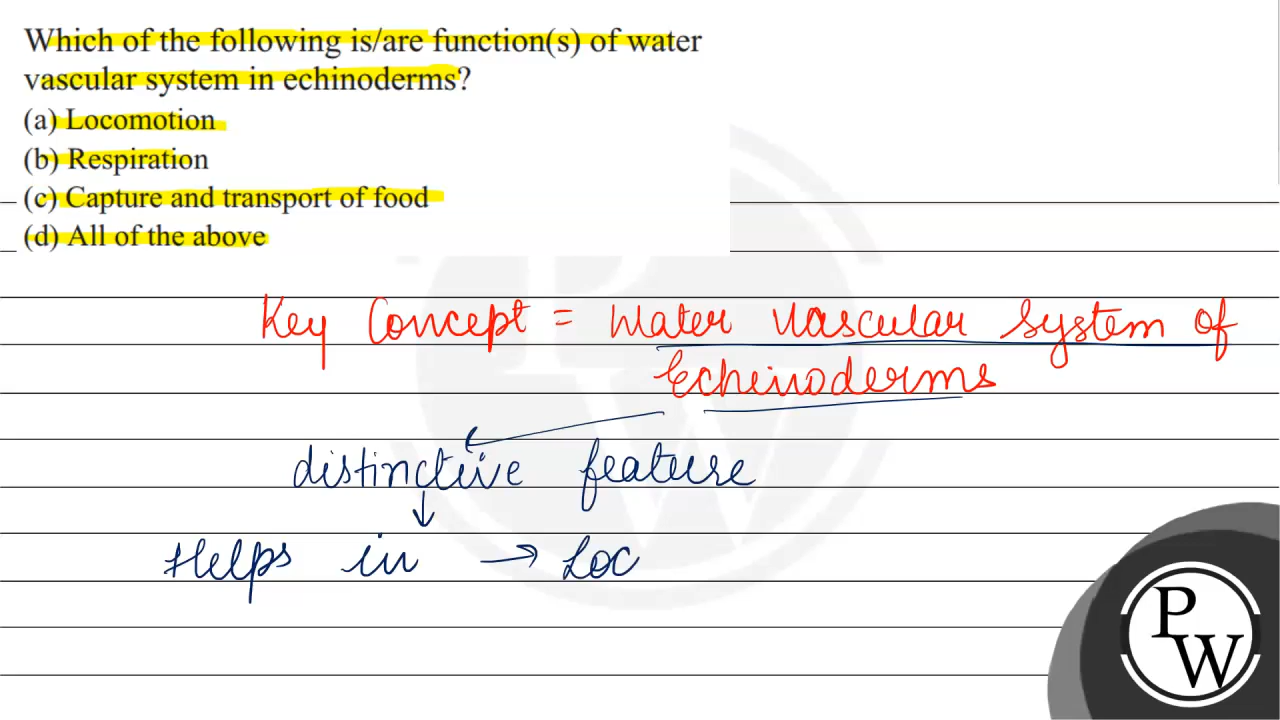 Which of the following is/are function(s) of water
vascular system in echinoderms?
(a) Locomotion
(b) Respiration
(c) Capture and transport of food
(d) All of the above
Key Concept = Water vascular System of
Echinoderms
distinctive feature
Helps in → Loc
PW